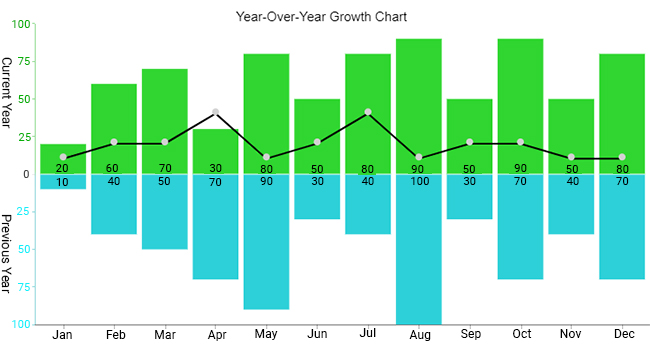 Year-Over-Year Growth Chart
100
75
50
25
0
25
50
75
100
Current Year
Previous Year
20 60 70 30 80 50 80 90 50 90 50 80
10 40 50 70 90 30 40 100 30 70 40 70
Jan Feb Mar Apr May Jun Jul Aug Sep Oct Nov Dec